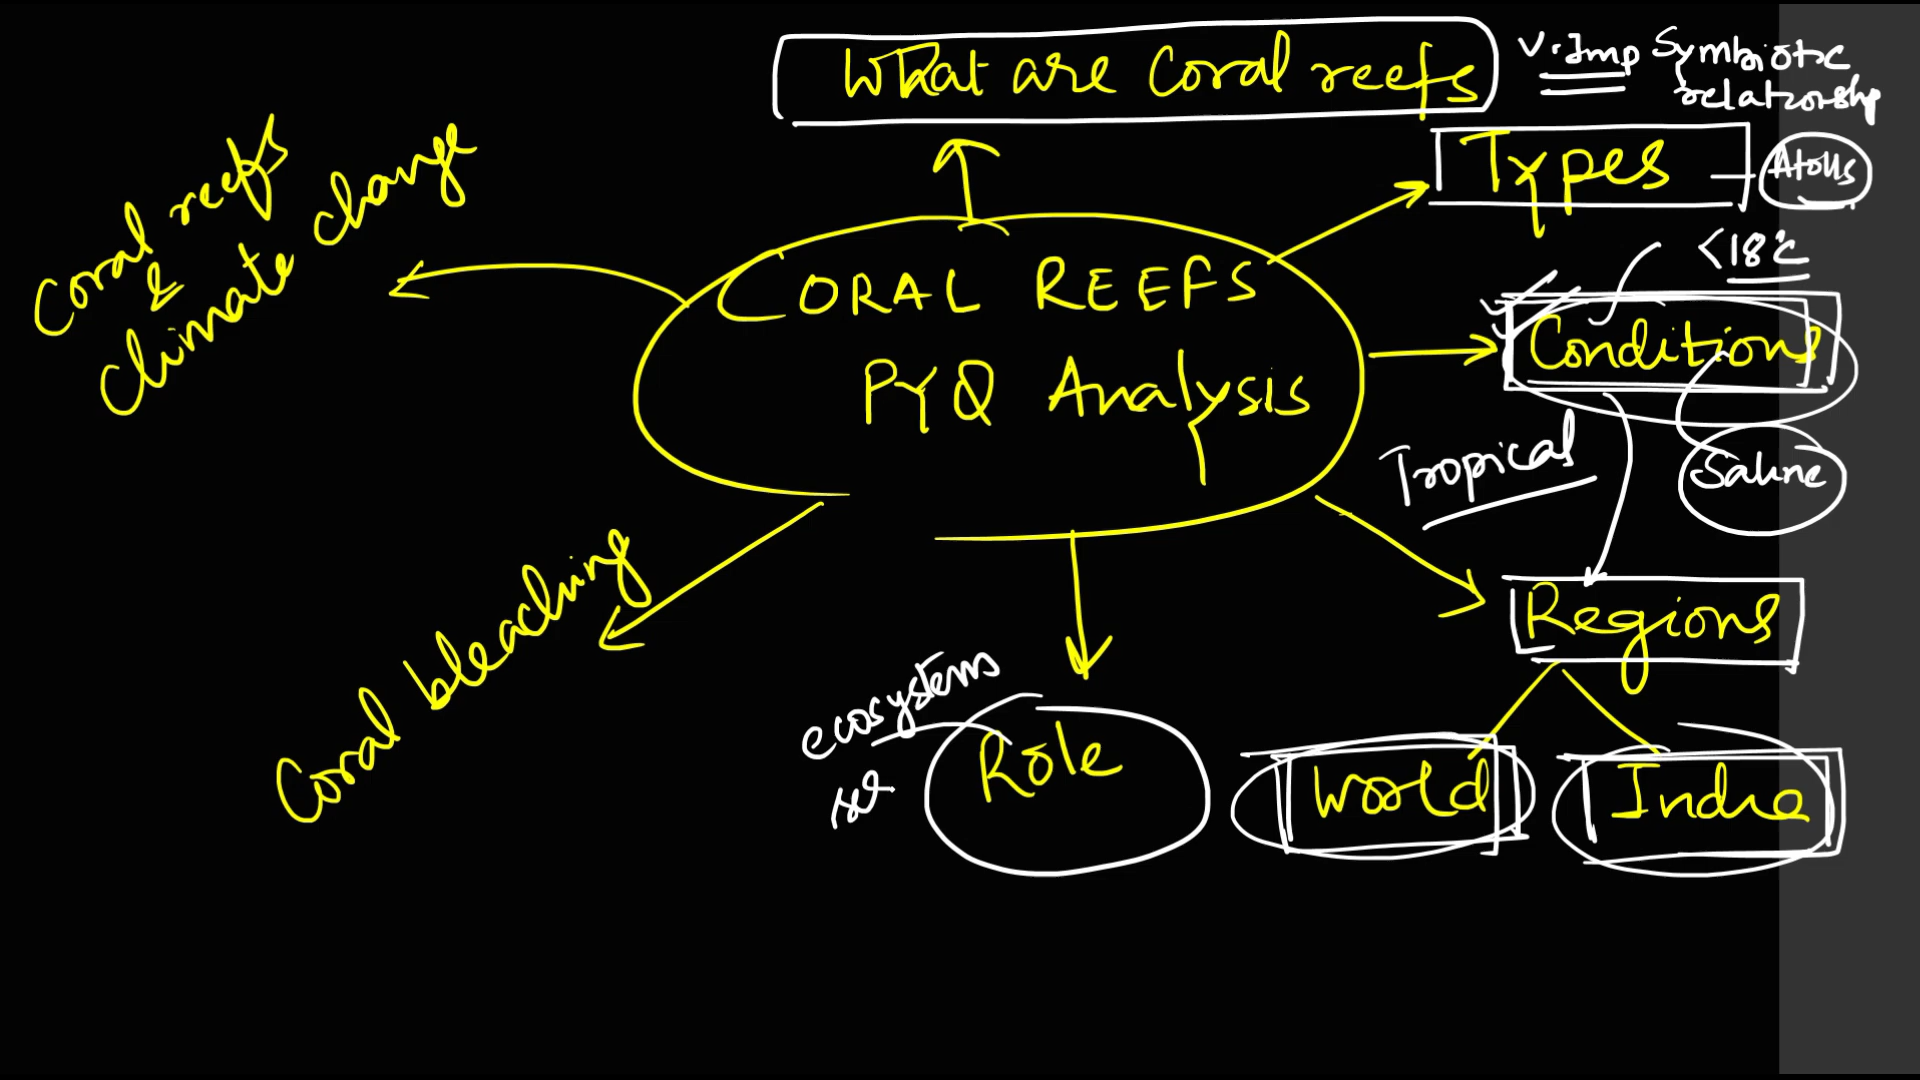 What are Coral reefs
V.Imp Symbiotic
relationship
Types
Atolls
<18°C
Conditions
Saline
Tropical
Coral reefs
&
Climate change
CORAL REEFS
PYQ Analysis
Coral bleaching
Regions
World
India
ecosystems
Role